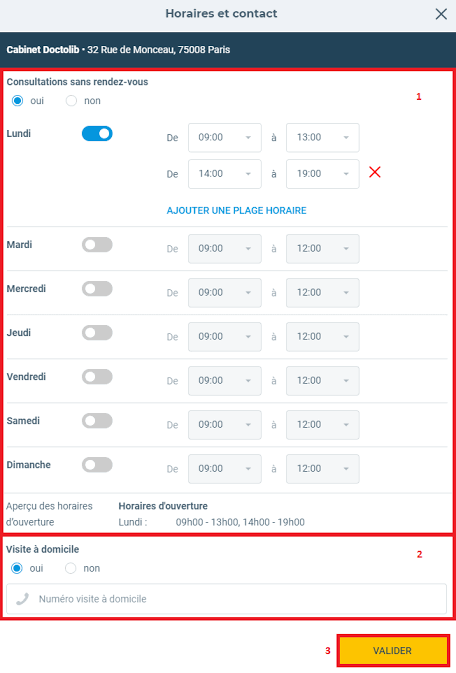 Horaires et contact
Cabinet Doctolib • 32 Rue de Monceau, 75008 Paris
Consultations sans rendez-vous
oui non
1
Lundi De 09:00 à 13:00
De 14:00 à 19:00
AJOUTER UNE PLAGE HORAIRE
Mardi De 09:00 à 12:00
Mercredi De 09:00 à 12:00
Jeudi De 09:00 à 12:00
Vendredi De 09:00 à 12:00
Samedi De 09:00 à 12:00
Dimanche De 09:00 à 12:00
Aperçu des horaires Horaires d'ouverture
d'ouverture Lundi : 09h00 - 13h00, 14h00 - 19h00
Visite à domicile
2
oui non
Numéro visite à domicile
3 VALIDER